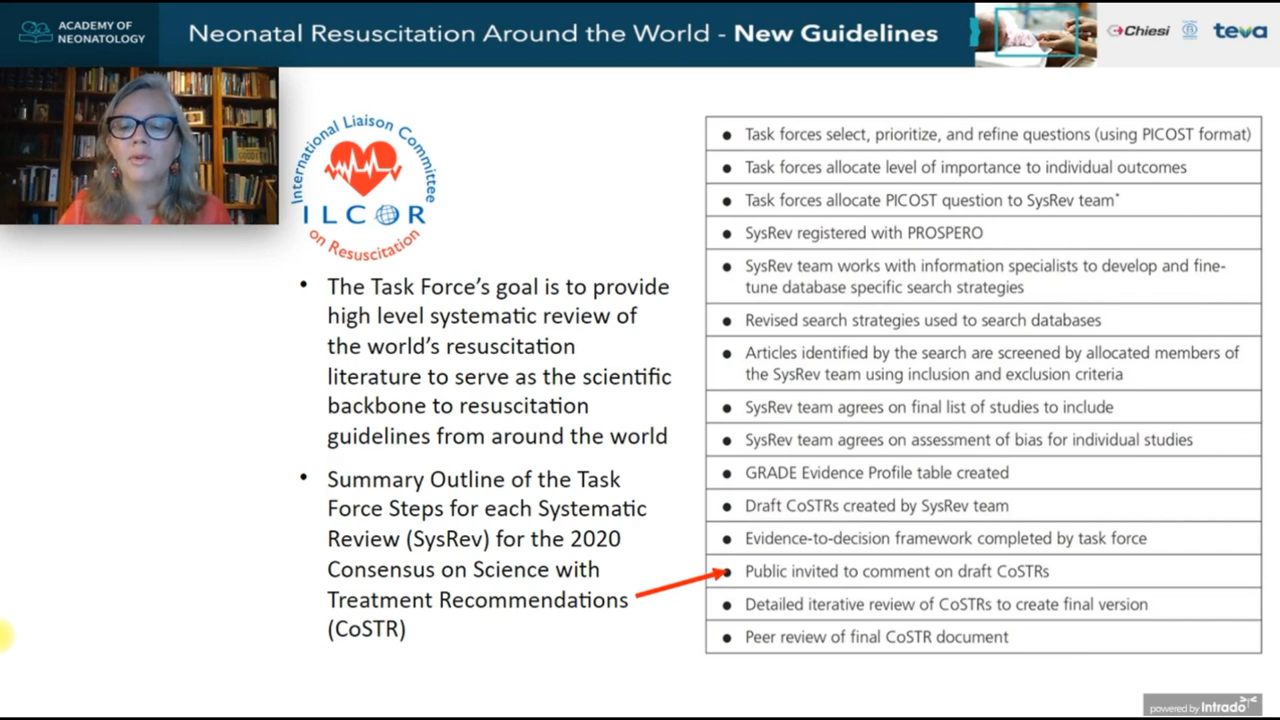 ACADEMY OF
NEONATOLOGY
Neonatal Resuscitation Around the World - New Guidelines
Chiesi
teva
International Liaison Committee
ILCOR
on Resuscitation
• The Task Force’s goal is to provide
high level systematic review of
the world’s resuscitation
literature to serve as the scientific
backbone to resuscitation
guidelines from around the world
• Summary Outline of the Task
Force Steps for each Systematic
Review (SysRev) for the 2020
Consensus on Science with
Treatment Recommendations
(CoSTR)
● Task forces select, prioritize, and refine questions (using PICOST format)
● Task forces allocate level of importance to individual outcomes
● Task forces allocate PICOST question to SysRev team*
● SysRev registered with PROSPERO
● SysRev team works with information specialists to develop and fine-
tune database specific search strategies
● Revised search strategies used to search databases
● Articles identified by the search are screened by allocated members of
the SysRev team using inclusion and exclusion criteria
● SysRev team agrees on final list of studies to include
● SysRev team agrees on assessment of bias for individual studies
● GRADE Evidence Profile table created
● Draft CoSTRs created by SysRev team
● Evidence-to-decision framework completed by task force
● Public invited to comment on draft CoSTRs
● Detailed iterative review of CoSTRs to create final version
● Peer review of final CoSTR document
powered by Intrado